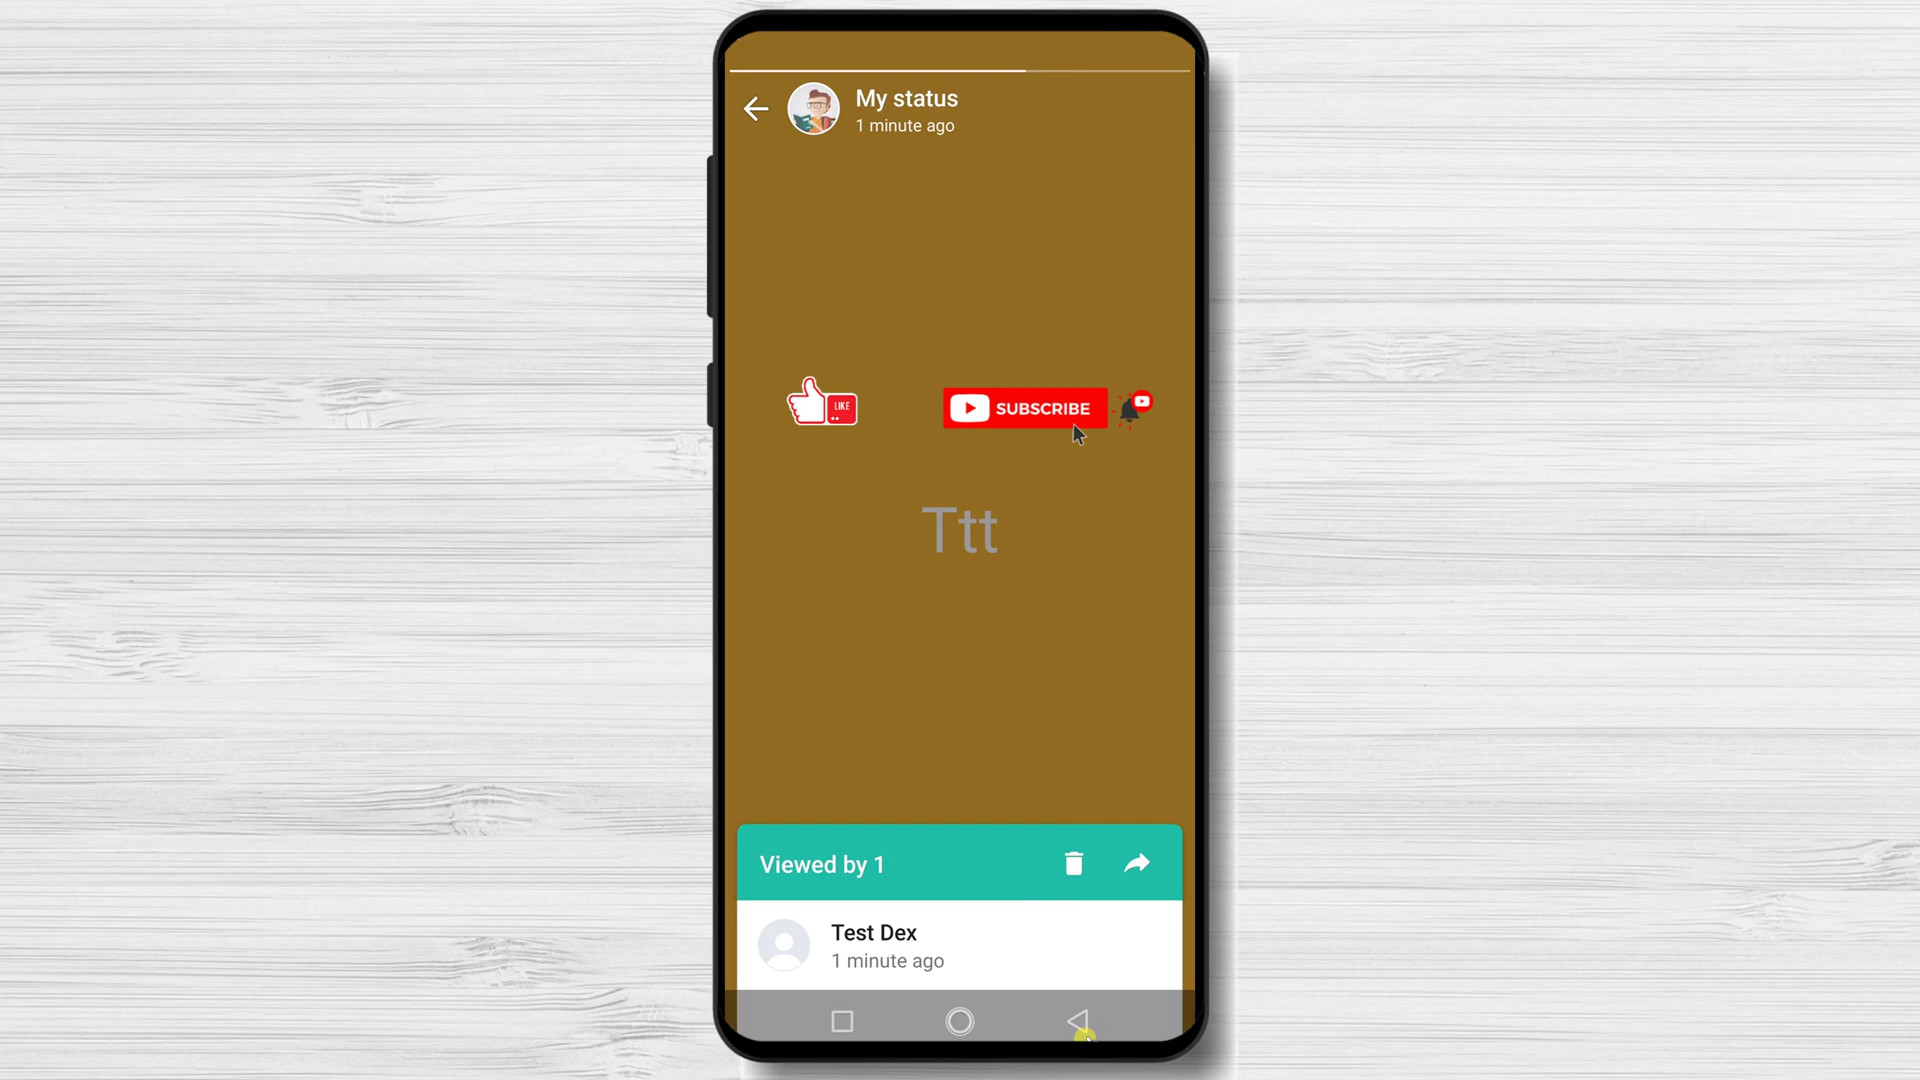 My status
1 minute ago
LIKE
SUBSCRIBE
Ttt
Viewed by 1
Test Dex
1 minute ago